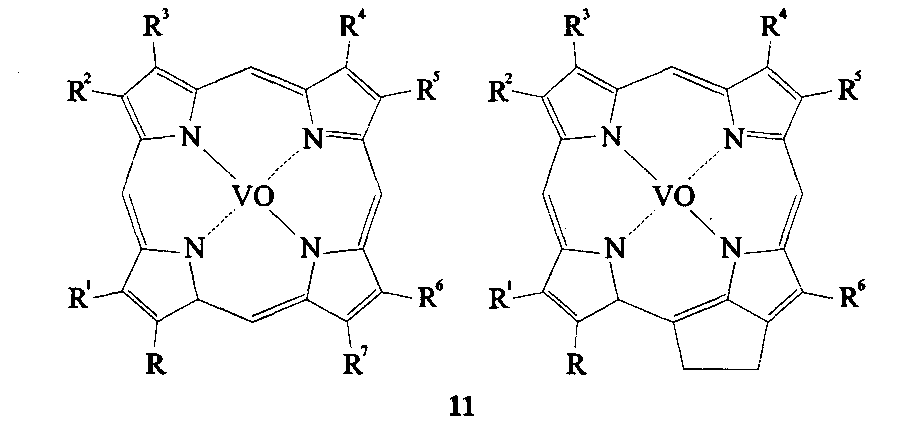 R³ R⁴ R³ R⁴
R² R⁵ R² R⁵
N N N N
VO VO
N N N N
R¹ R⁶ R¹ R⁶
R R⁷ R
11